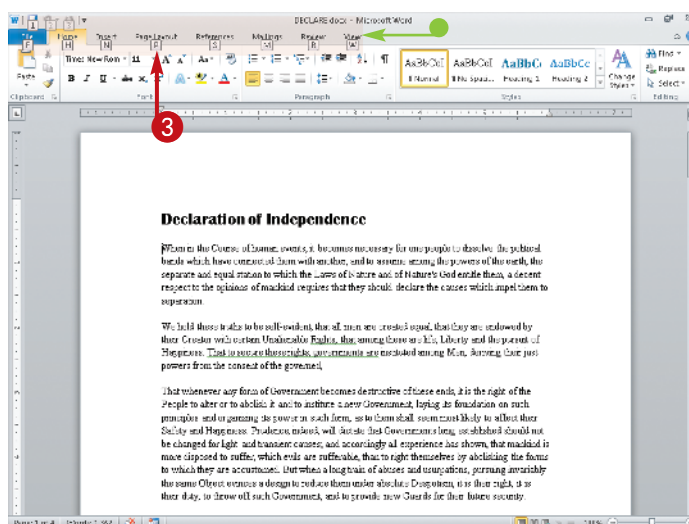 DECLARE.docx - Microsoft Word
File Home Insert Page Layout References Mailings Review View
F H N P S M R W
Times New Rom 11 A A Aa
Find
Replace
Select
Paste
B I U abc x
AaBbCcI AaBbCcI AaBbC AaBbCc
Normal No Spaci... Heading 1 Heading 2
Change
Styles
Clipboard Font Paragraph Styles Editing
3
Declaration of Independence
When in the Course of human events, it becomes necessary for one people to dissolve the political
bands which have connected them with another, and to assume among the powers of the earth, the
separate and equal station to which the Laws of Nature and of Nature's God entitle them, a decent
respect to the opinions of mankind requires that they should declare the causes which impel them to
separation.
We hold these truths to be self-evident, that all men are created equal, that they are endowed by
their Creator with certain Unalienable Rights, that among these are life, Liberty and the pursuit of
Happiness. That to secure these rights, governments are instituted among Men, deriving their just
powers from the consent of the governed,
That whenever any form of Government becomes destructive of these ends, it is the right of the
People to alter or to abolish it and to institute a new Government, laying its foundation on such
principles and organizing its power in such form, as to them shall seem most likely to affect their
Safety and Happiness. Prudence, indeed, will dictate that Governments long established should not
be changed for light and transient causes; and accordingly all experience has shown, that mankind is
more disposed to suffer, which evils are sufferable, than to right themselves by abolishing the forms
to which they are accustomed. But when a long train of abuses and usurpations, pursuing invariably
the same Object evinces a design to reduce them under absolute Despotism, it is their right, it is
their duty, to throw off such Government, and to provide new Guards for their future security.